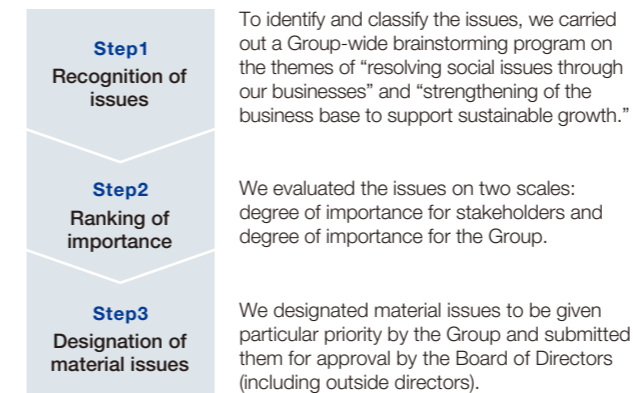 Step1
Recognition of
issues
To identify and classify the issues, we carried
out a Group-wide brainstorming program on
the themes of “resolving social issues through
our businesses” and “strengthening of the
business base to support sustainable growth.”
Step2
Ranking of
importance
We evaluated the issues on two scales:
degree of importance for stakeholders and
degree of importance for the Group.
Step3
Designation of
material issues
We designated material issues to be given
particular priority by the Group and submitted
them for approval by the Board of Directors
(including outside directors).